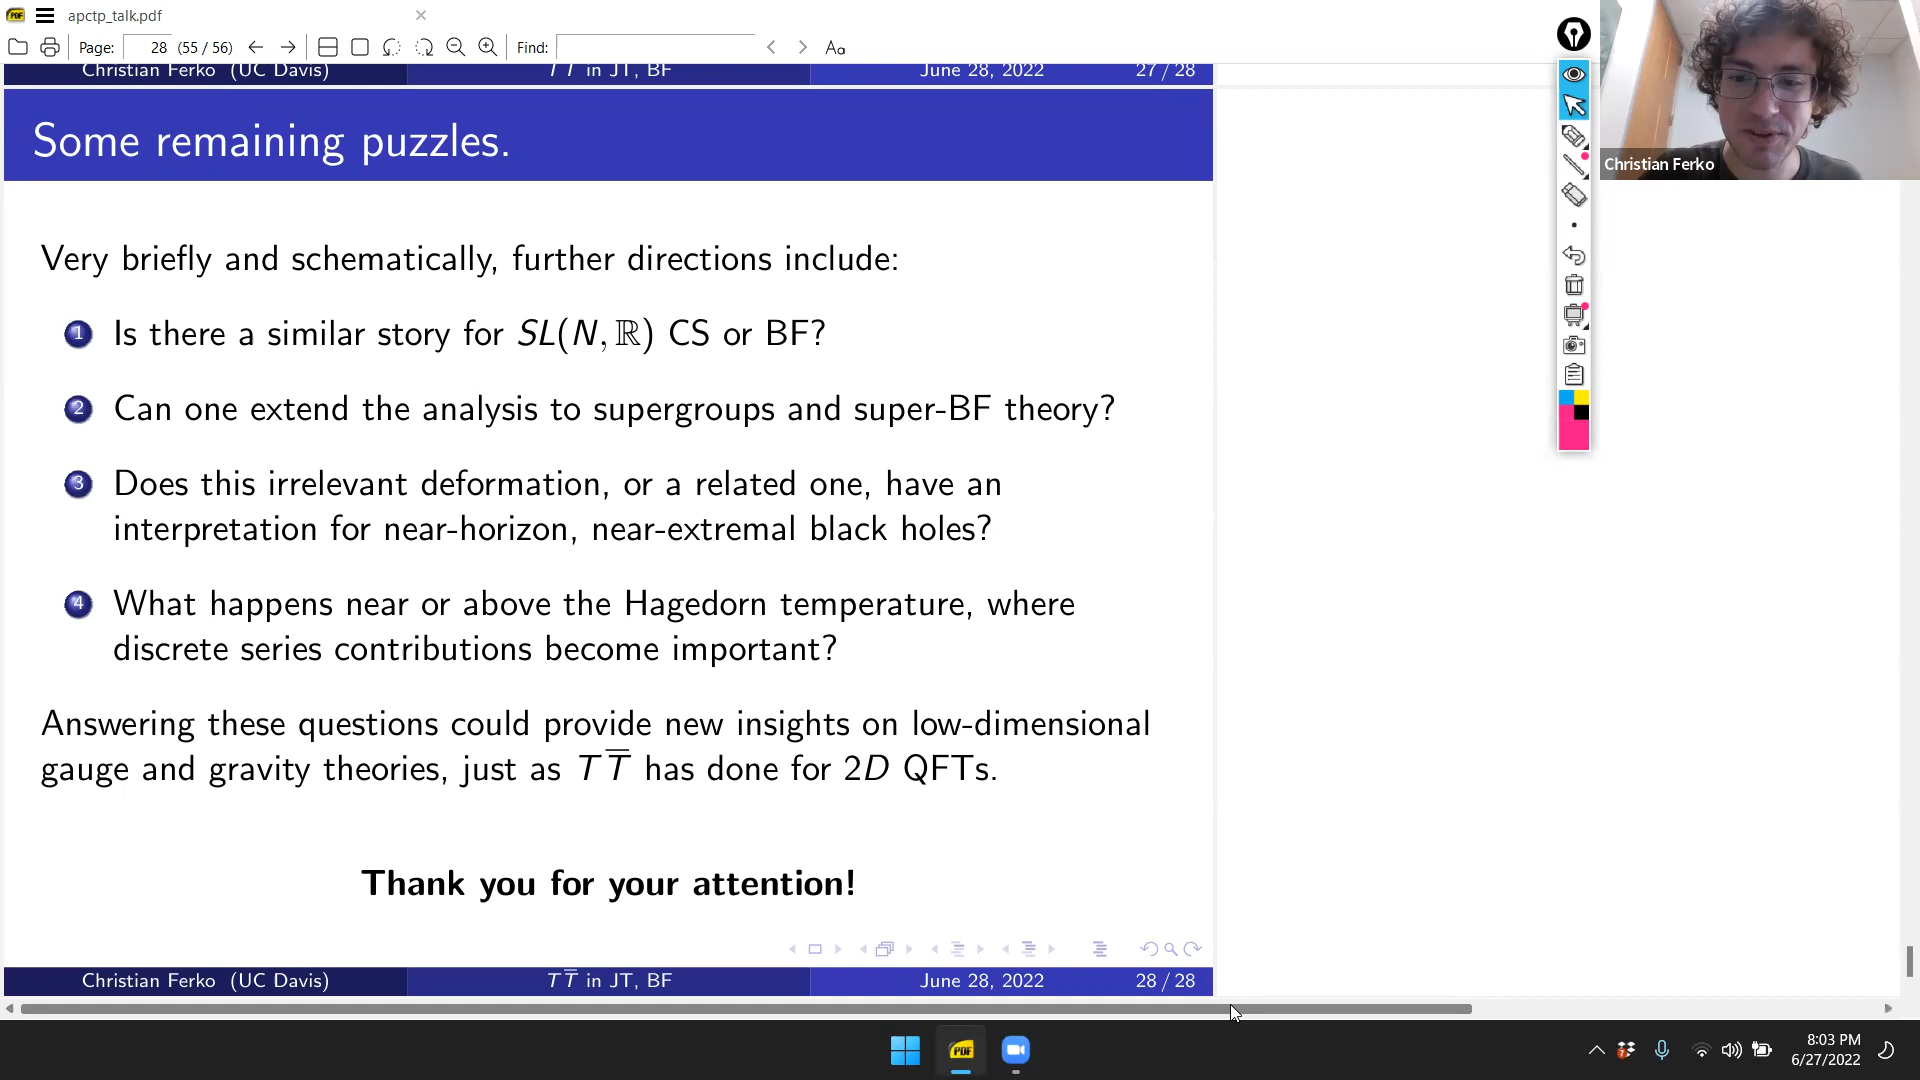 apctp_talk.pdf
Page: 28 (55 / 56) Find: Aa
Christian Ferko (UC Davis) TT̅ in JT, BF June 28, 2022 27 / 28
Some remaining puzzles.
Christian Ferko
Very briefly and schematically, further directions include:
1 Is there a similar story for SL(N, ℝ) CS or BF?
2 Can one extend the analysis to supergroups and super-BF theory?
3 Does this irrelevant deformation, or a related one, have an
interpretation for near-horizon, near-extremal black holes?
4 What happens near or above the Hagedorn temperature, where
discrete series contributions become important?
Answering these questions could provide new insights on low-dimensional
gauge and gravity theories, just as TT̅ has done for 2D QFTs.
Thank you for your attention!
Christian Ferko (UC Davis) TT̅ in JT, BF June 28, 2022 28 / 28
PDF
8:03 PM
6/27/2022